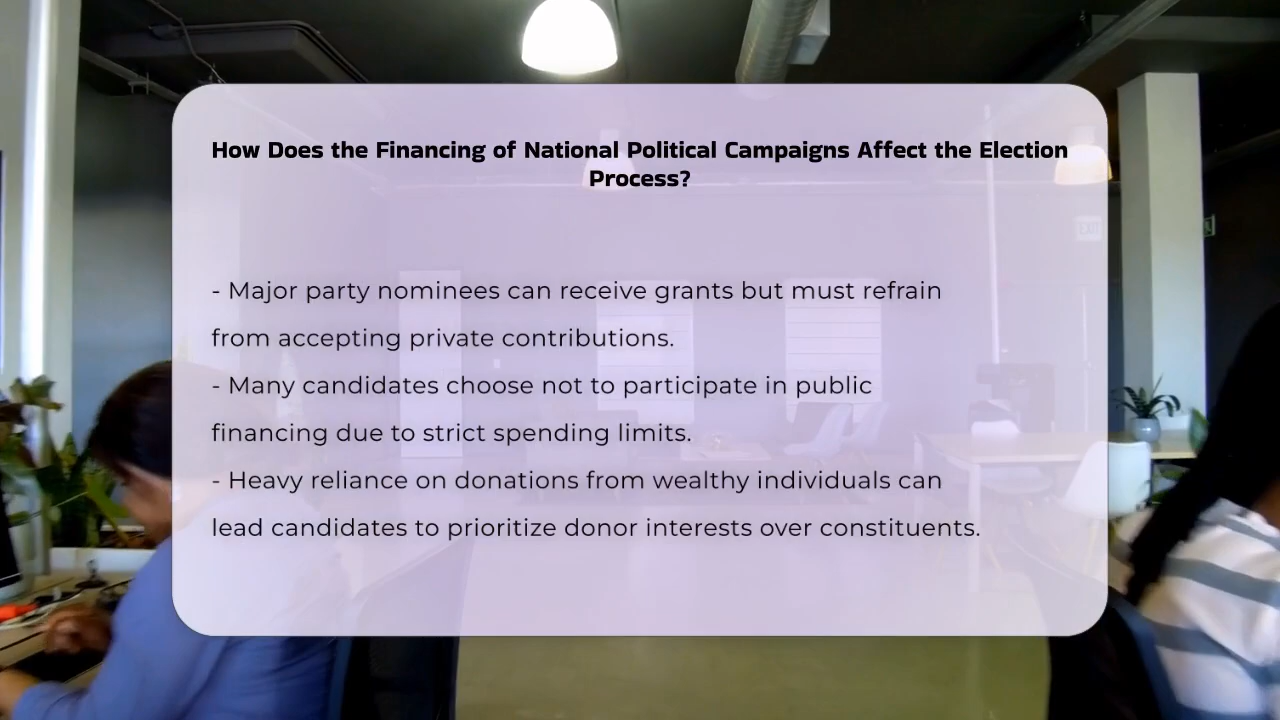 How Does the Financing of National Political Campaigns Affect the Election
Process?
- Major party nominees can receive grants but must refrain
from accepting private contributions.
- Many candidates choose not to participate in public
financing due to strict spending limits.
- Heavy reliance on donations from wealthy individuals can
lead candidates to prioritize donor interests over constituents.
EXIT